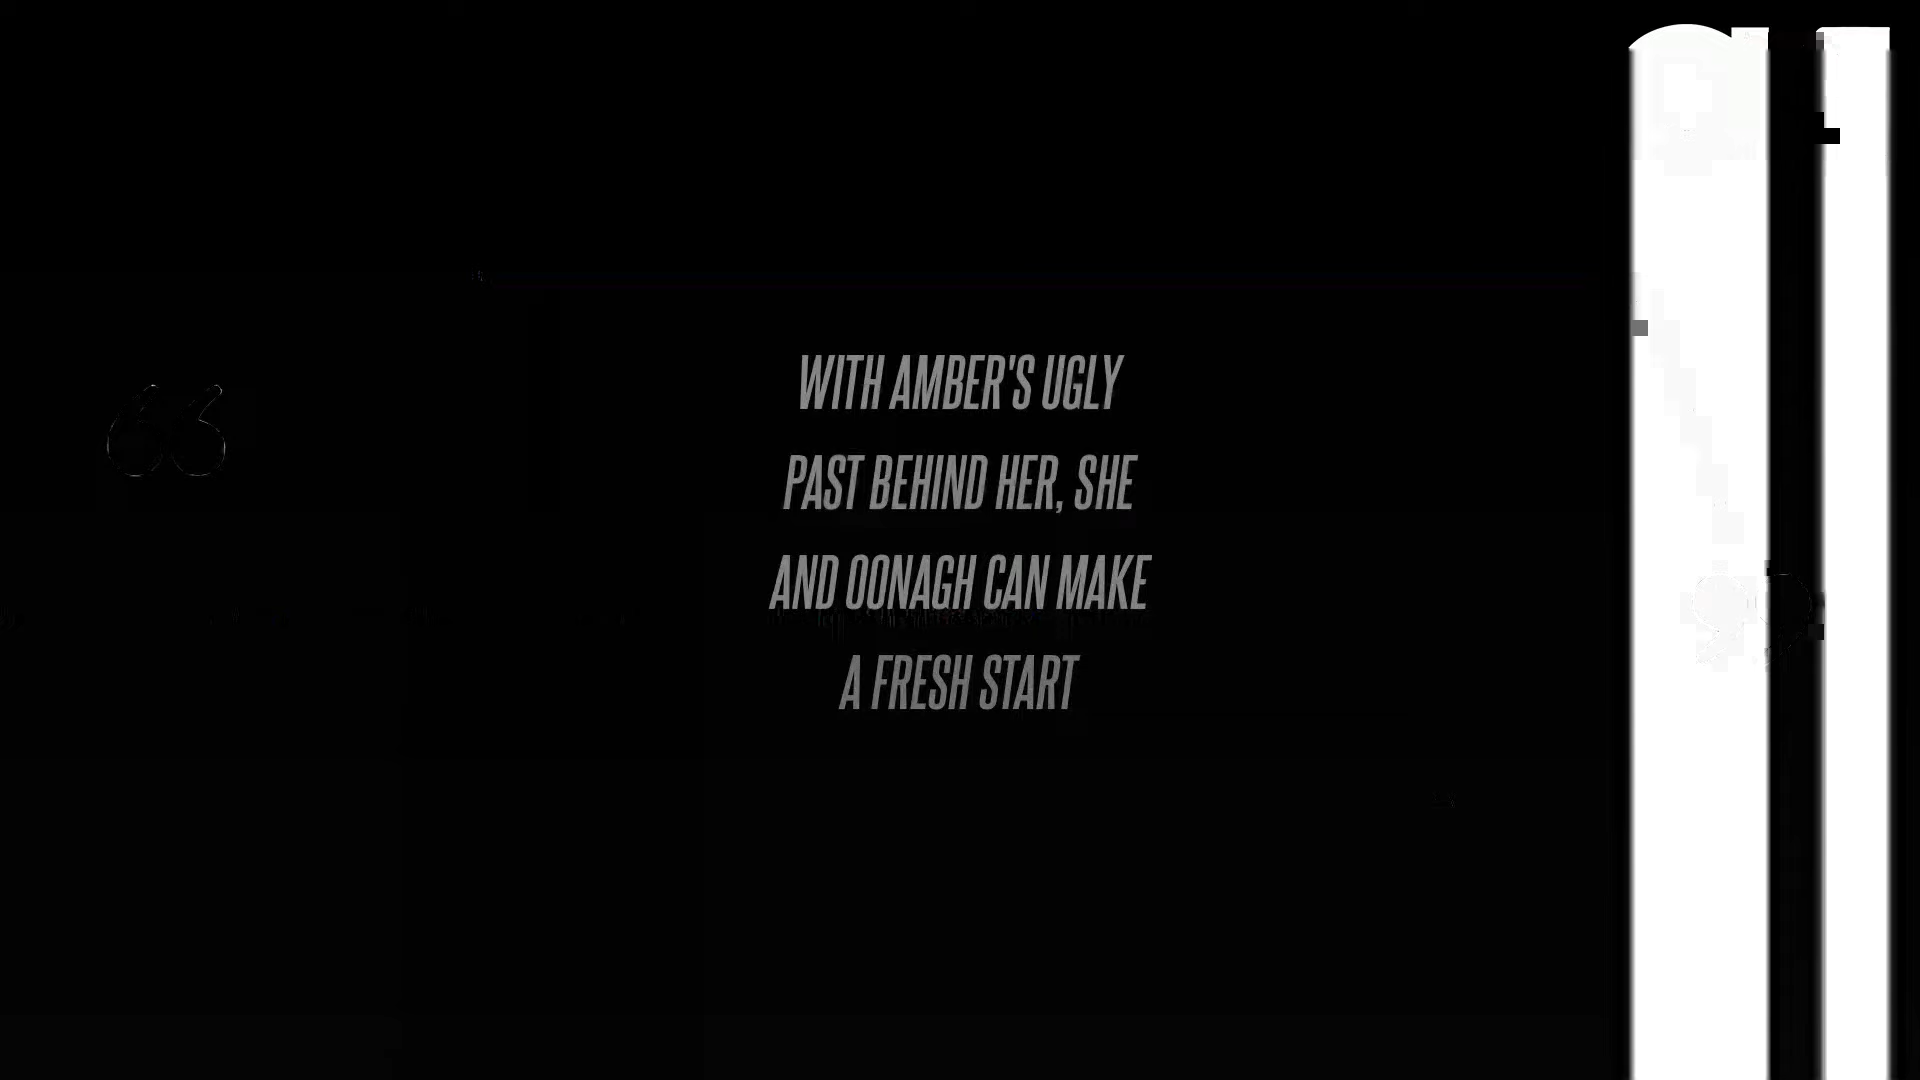 WITH AMBER'S UGLY
PAST BEHIND HER, SHE
AND OONAGH CAN MAKE
A FRESH START